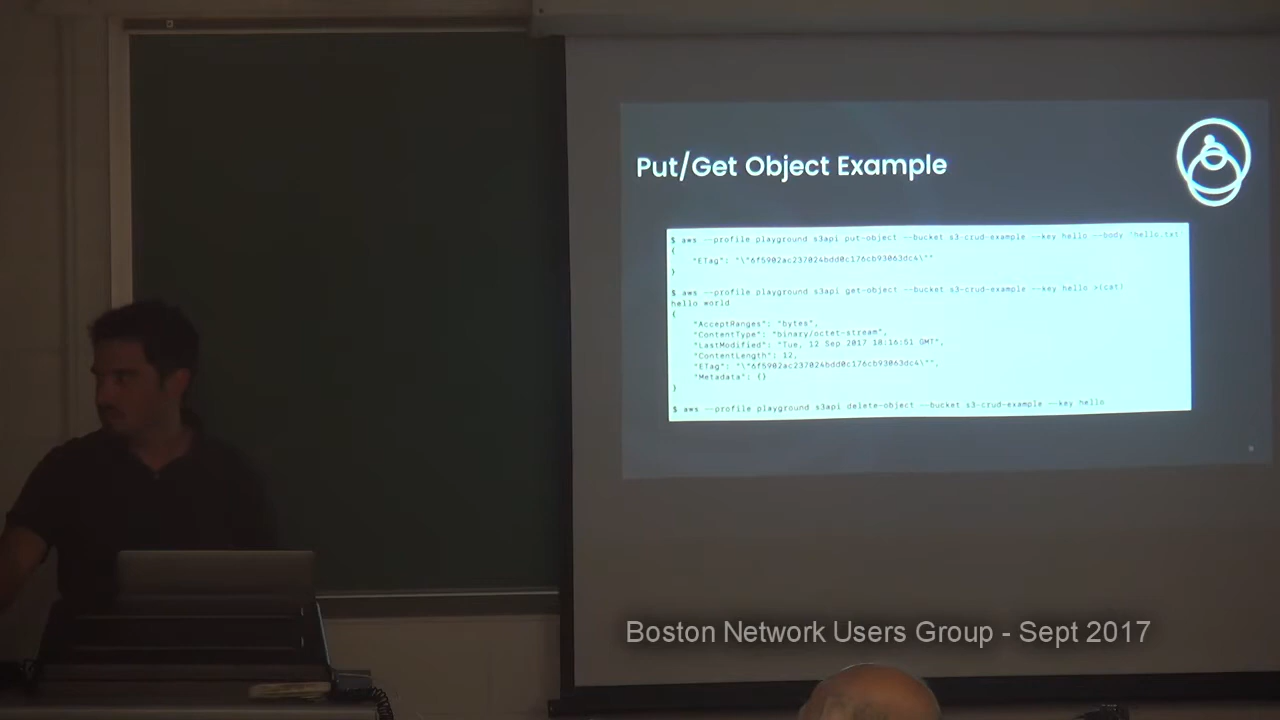 Put/Get Object Example
$ aws --profile playground s3api put-object --bucket s3-crud-example --key hello --body "hello.txt
{
"ETag": "\"6f5902ac237024bdd0c176cb93063dc4\""
}
$ aws --profile playground s3api get-object --bucket s3-crud-example --key hello >(cat)
hello world
{
"AcceptRanges": "bytes",
"ContentType": "binary/octet-stream",
"LastModified": "Tue, 12 Sep 2017 18:16:51 GMT",
"ContentLength": 12,
"ETag": "\"6f5902ac237024bdd0c176cb93063dc4\"",
"Metadata": {}
}
$ aws --profile playground s3api delete-object --bucket s3-crud-example --key hello
Boston Network Users Group - Sept 2017